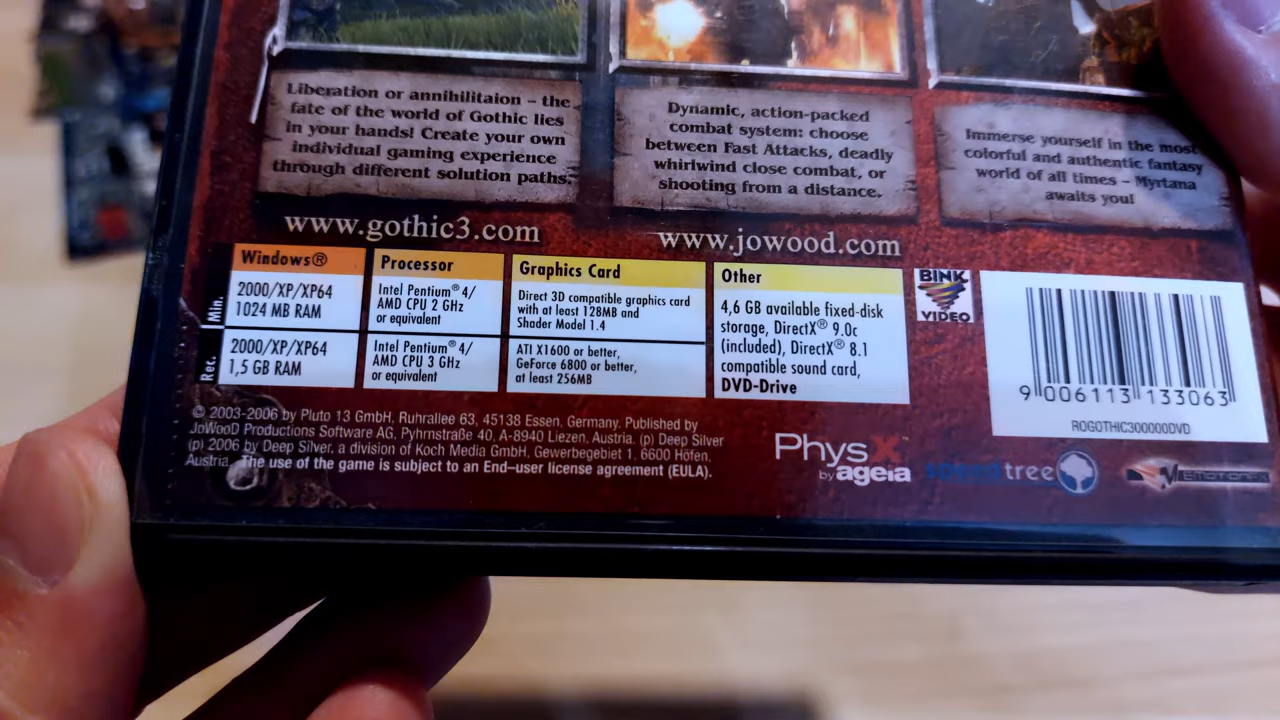 Liberation or annihilitaion – the
fate of the world of Gothic lies
in your hands! Create your own
individual gaming experience
through different solution paths.
Dynamic, action-packed
combat system: choose
between Fast Attacks, deadly
whirlwind close combat, or
shooting from a distance.
Immerse yourself in the most
colorful and authentic fantasy
world of all times – Myrtana
awaits you!
www.gothic3.com
www.jowood.com
Windows®
Processor
Graphics Card
Other
Min.
2000/XP/XP64
1024 MB RAM
Intel Pentium® 4/
AMD CPU 2 GHz
or equivalent
Direct 3D compatible graphics card
with at least 128MB and
Shader Model 1.4
4,6 GB available fixed-disk
storage, DirectX® 9.0c
(included), DirectX® 8.1
compatible sound card,
DVD-Drive
Rec.
2000/XP/XP64
1,5 GB RAM
Intel Pentium® 4/
AMD CPU 3 GHz
or equivalent
ATI X1600 or better,
GeForce 6800 or better,
at least 256MB
BINK
VIDEO
9 006113 133063
ROGOTHIC300000DVD
© 2003-2006 by Pluto 13 GmbH, Ruhrallee 63, 45138 Essen, Germany. Published by
JoWooD Productions Software AG, Pyhrnstraße 40, A-8940 Liezen, Austria. (p) Deep Silver
(p) 2006 by Deep Silver, a division of Koch Media GmbH, Gewerbegebiet 1, 6600 Höfen,
Austria. The use of the game is subject to an End–user license agreement (EULA).
PhysX
by ageia
speedtree
EMOTIONFX